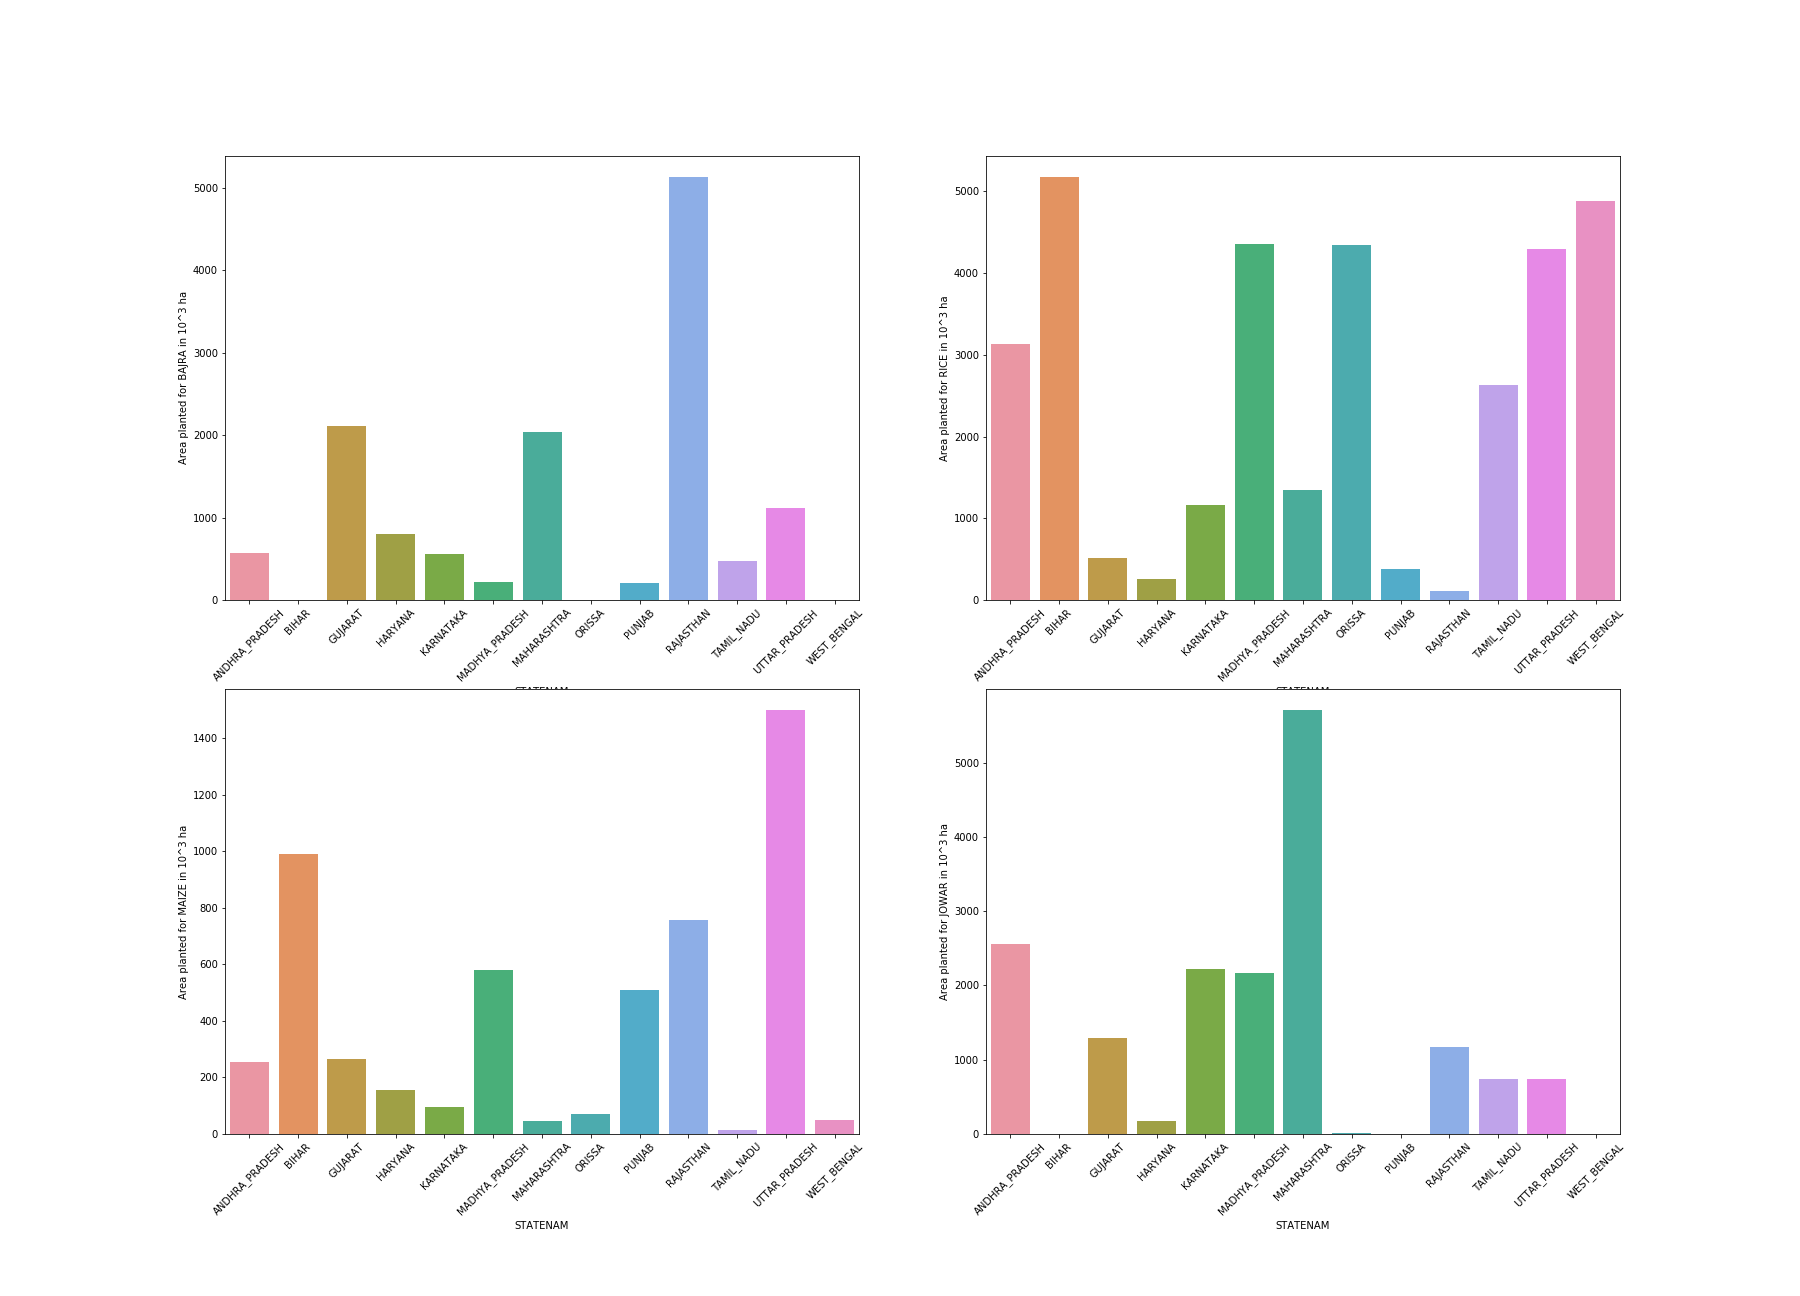 Area planted for BAJRA in 10^3 ha
5000
4000
3000
2000
1000
0
ANDHRA_PRADESH
BIHAR
GUJARAT
HARYANA
KARNATAKA
MADHYA_PRADESH
MAHARASHTRA
ORISSA
PUNJAB
RAJASTHAN
TAMIL_NADU
UTTAR_PRADESH
WEST_BENGAL
STATENAM
Area planted for RICE in 10^3 ha
5000
4000
3000
2000
1000
0
ANDHRA_PRADESH
BIHAR
GUJARAT
HARYANA
KARNATAKA
MADHYA_PRADESH
MAHARASHTRA
ORISSA
PUNJAB
RAJASTHAN
TAMIL_NADU
UTTAR_PRADESH
WEST_BENGAL
STATENAM
Area planted for MAIZE in 10^3 ha
1400
1200
1000
800
600
400
200
0
ANDHRA_PRADESH
BIHAR
GUJARAT
HARYANA
KARNATAKA
MADHYA_PRADESH
MAHARASHTRA
ORISSA
PUNJAB
RAJASTHAN
TAMIL_NADU
UTTAR_PRADESH
WEST_BENGAL
STATENAM
Area planted for JOWAR in 10^3 ha
5000
4000
3000
2000
1000
0
ANDHRA_PRADESH
BIHAR
GUJARAT
HARYANA
KARNATAKA
MADHYA_PRADESH
MAHARASHTRA
ORISSA
PUNJAB
RAJASTHAN
TAMIL_NADU
UTTAR_PRADESH
WEST_BENGAL
STATENAM